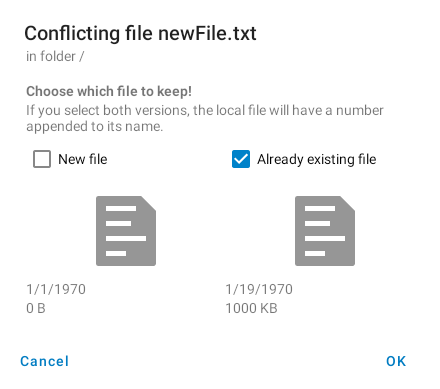 Conflicting file newFile.txt
in folder /
Choose which file to keep!
If you select both versions, the local file will have a number
appended to its name.
New file
Already existing file
1/1/1970
1/19/1970
0 B
1000 KB
Cancel
OK